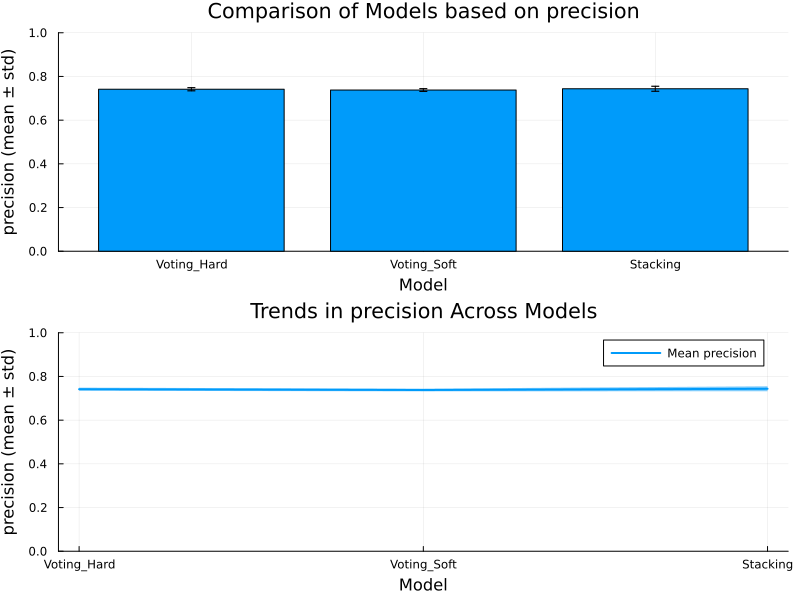 Comparison of Models based on precision
precision (mean ± std)
1.0
0.8
0.6
0.4
0.2
0.0
Voting_Hard Voting_Soft Stacking
Model
Trends in precision Across Models
precision (mean ± std)
1.0
0.8
0.6
0.4
0.2
0.0
Mean precision
Voting_Hard Voting_Soft Stacking
Model